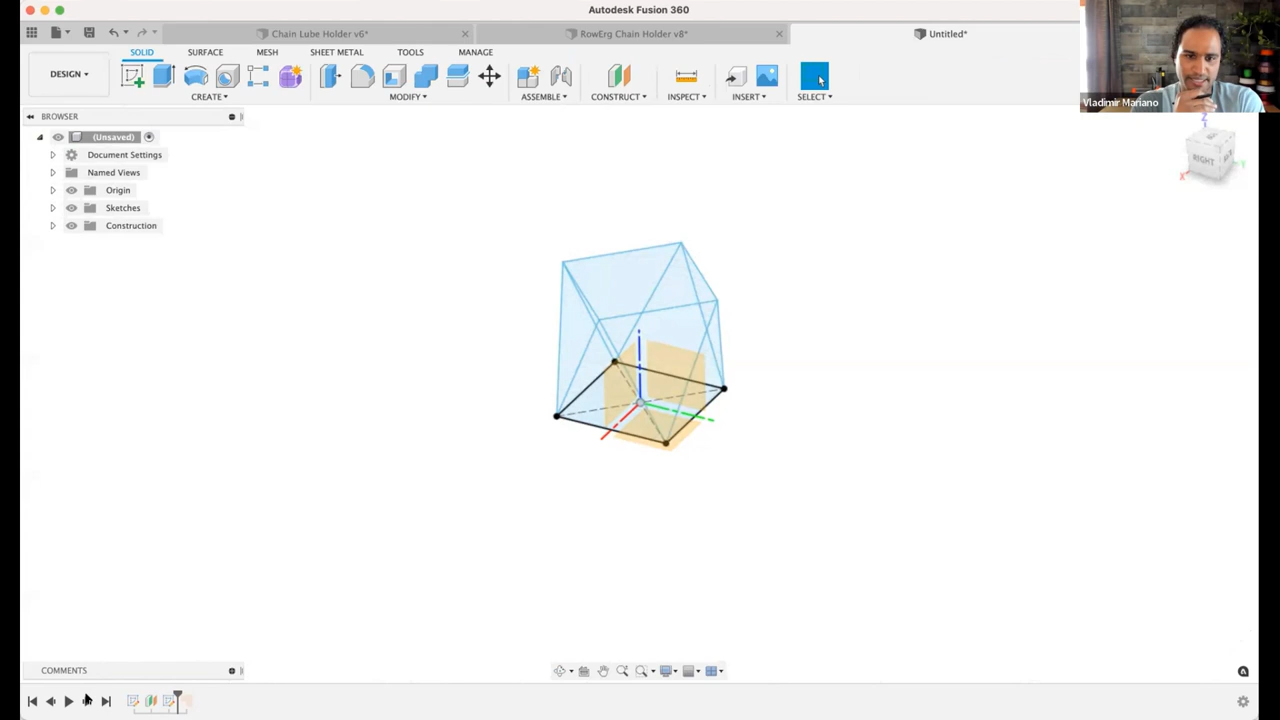 Autodesk Fusion 360
Chain Lube Holder v6*
RowErg Chain Holder v8*
Untitled*
SOLID
SURFACE
MESH
SHEET METAL
TOOLS
MANAGE
DESIGN
CREATE
MODIFY
ASSEMBLE
CONSTRUCT
INSPECT
INSERT
SELECT
Vladimir Mariano
BROWSER
(Unsaved)
Document Settings
Named Views
Origin
Sketches
Construction
Z
RIGHT
X
Y
COMMENTS